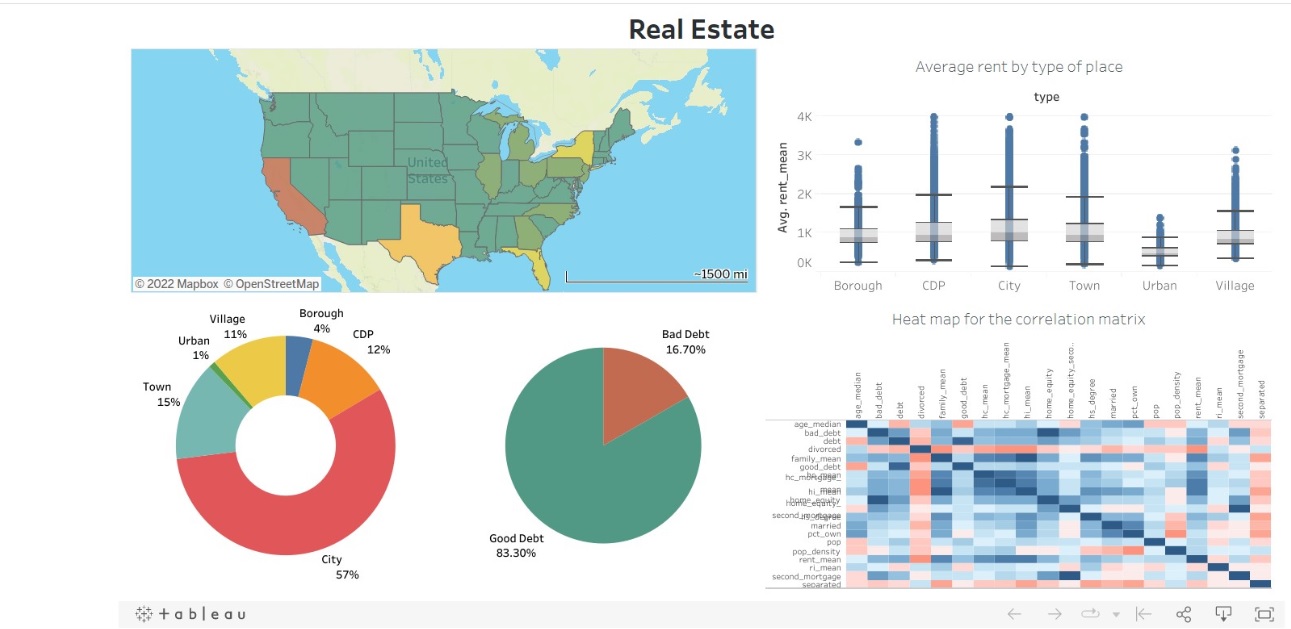 Real Estate
United
States
© 2022 Mapbox © OpenStreetMap
~1500 mi
Average rent by type of place
type
Avg. rent_mean
4K
3K
2K
1K
0K
Borough CDP City Town Urban Village
Village
11%
Borough
4%
CDP
12%
Urban
1%
Town
15%
City
57%
Bad Debt
16.70%
Good Debt
83.30%
Heat map for the correlation matrix
age_median
bad_debt
debt
divorced
family_mean
good_debt
hc_mean
hc_mortgage_mean
hi_mean
home_equity
home_equity_seco..
hs_degree
married
pct_own
pop
pop_density
rent_mean
ri_mean
second_mortgage
separated
age_median
bad_debt
debt
divorced
family_mean
good_debt
hc_mean
hc_mortgage_
mean
hi_mean
home_equity
home_equity_
second_mortgage
hs_degree
married
pct_own
pop
pop_density
rent_mean
ri_mean
second_mortgage
separated
+ableau